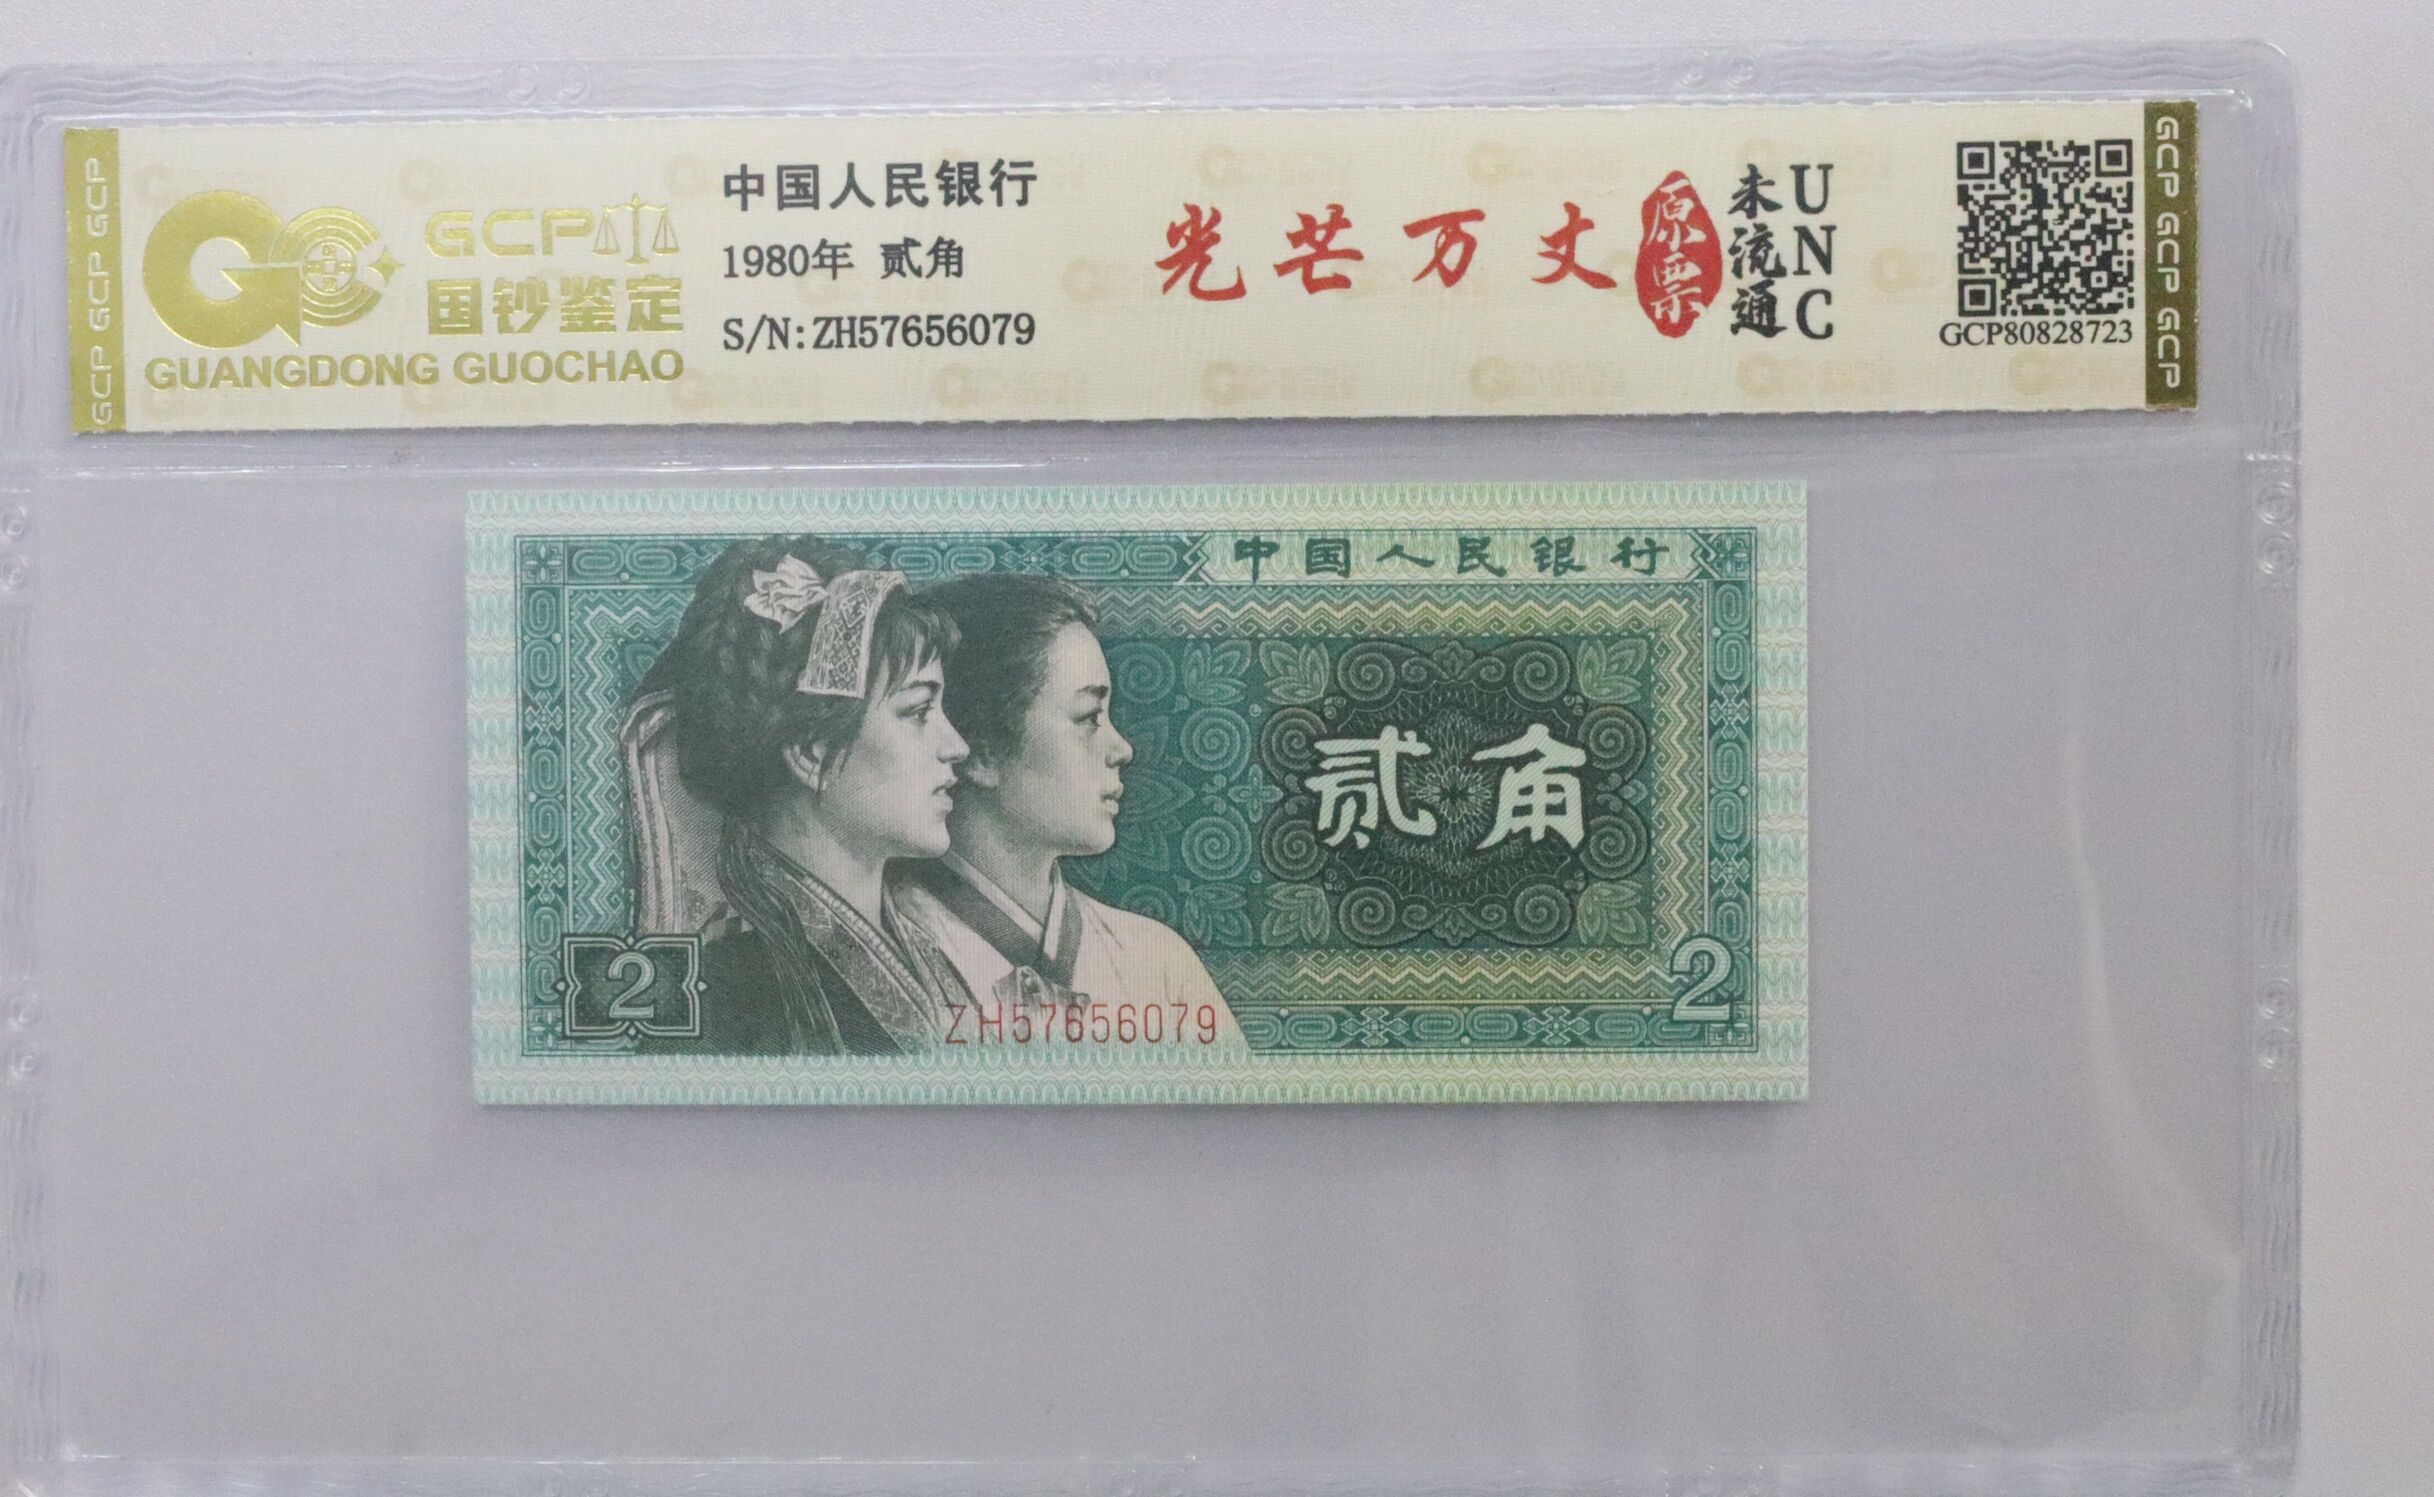 GCP GCP GCP
GCP
国钞鉴定
GUANGDONG GUOCHAO
中国人民银行
1980年 贰角
S/N:ZH57656079
光芒万丈
原票
未流通
UNC
GCP80828723
GCP GCP GCP
中国人民银行
贰角
2
2
ZH57656079